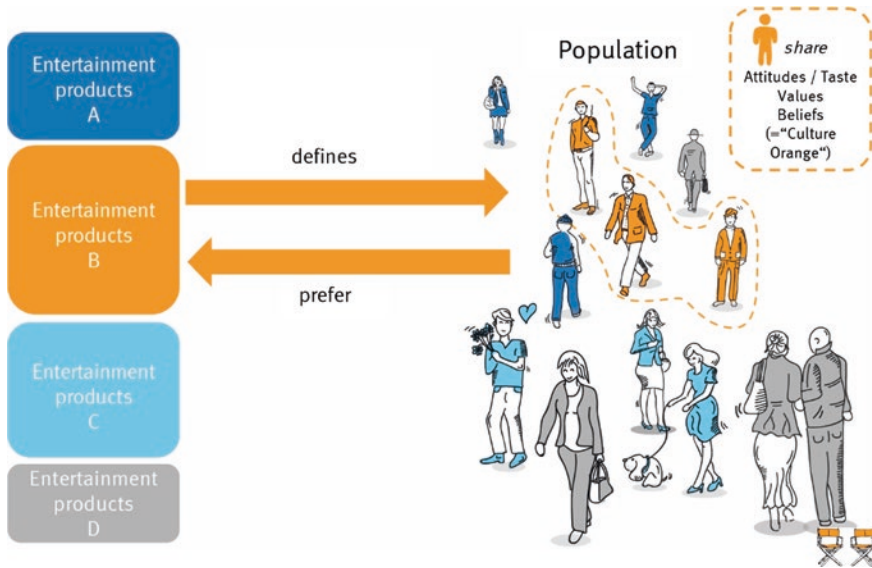 Entertainment
products
A
Entertainment
products
B
Entertainment
products
C
Entertainment
products
D
defines
prefer
Population
share
Attitudes / Taste
Values
Beliefs
(=“Culture
Orange“)